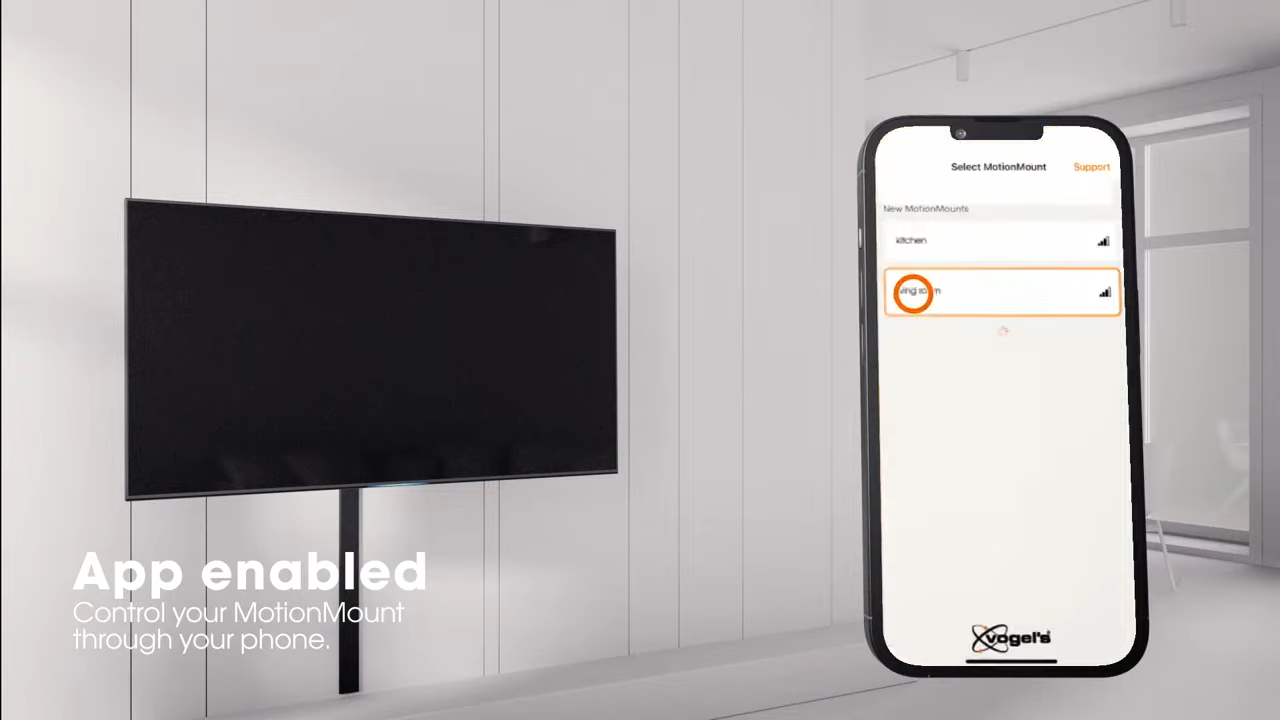 Select MotionMount
Support
New MotionMounts
kitchen
vogel's
App enabled
Control your MotionMount
through your phone.